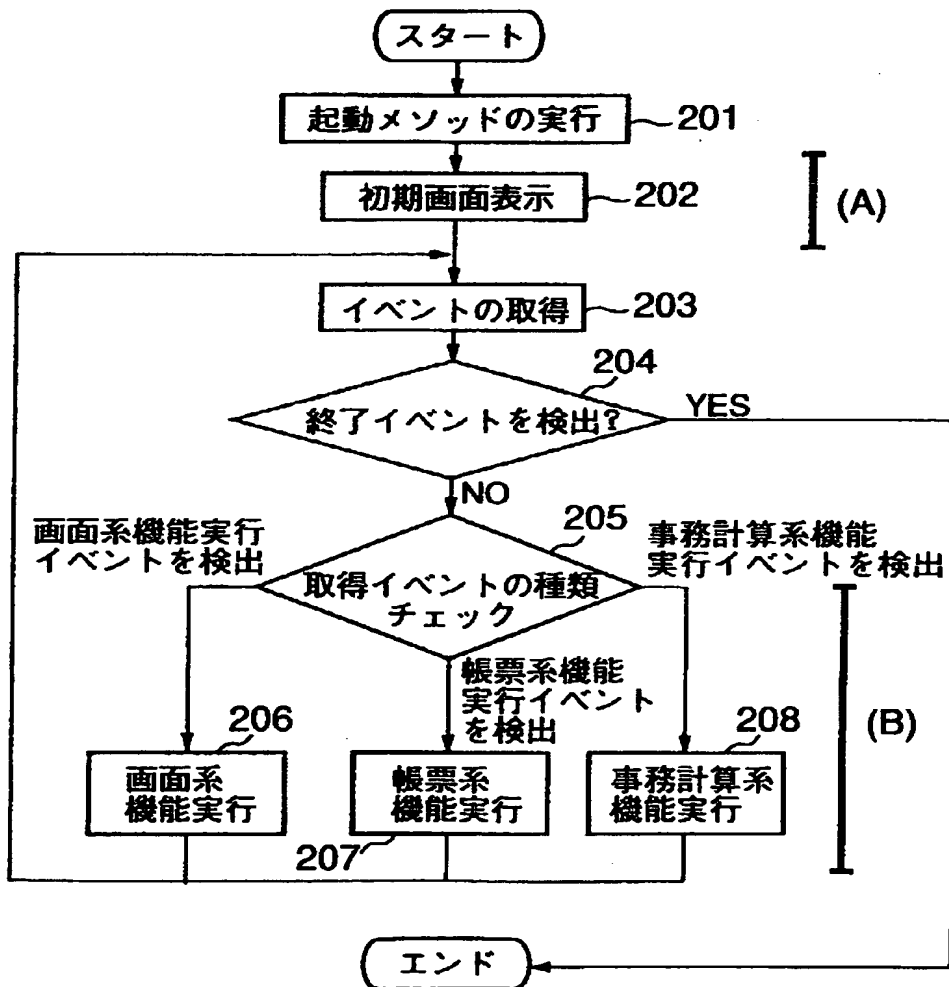 スタート
起動メソッドの実行
201
初期画面表示
202
(A)
イベントの取得
203
204
終了イベントを検出?
YES
NO
205
画面系機能実行
イベントを検出
事務計算系機能
実行イベントを検出
取得イベントの種類
チェック
帳票系機能
実行イベント
を検出
206
208
(B)
画面系
機能実行
帳票系
機能実行
事務計算系
機能実行
207
エンド